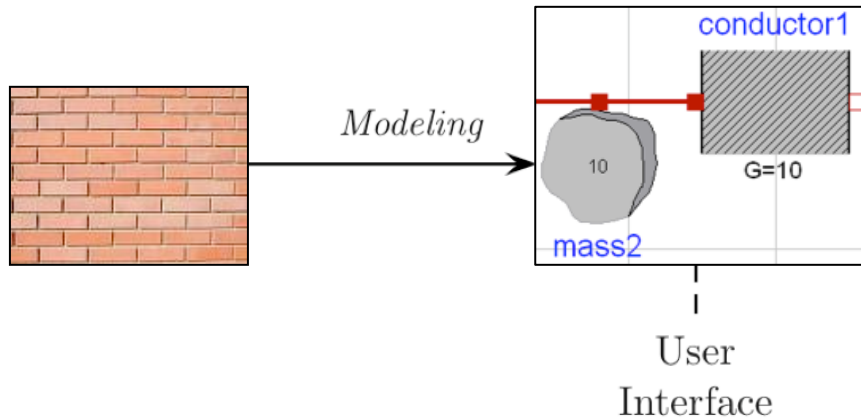 conductor1
Modeling
10
G=10
mass2
User
Interface